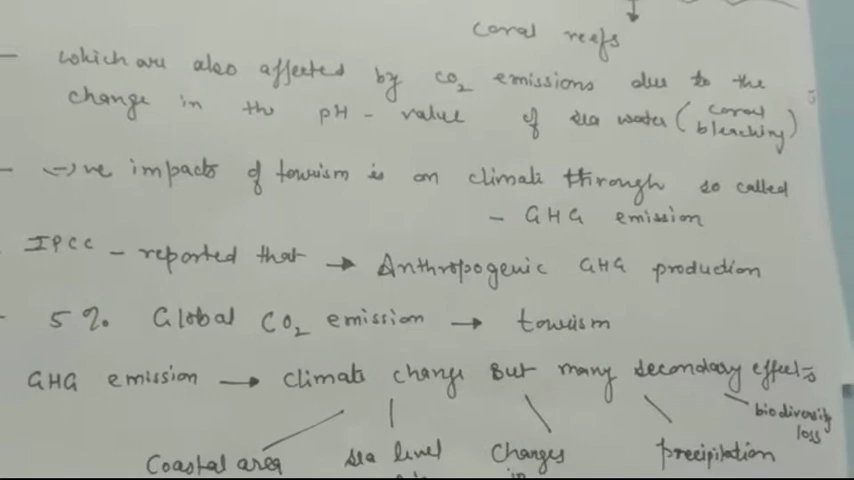 coral reefs
— which are also affected by CO2 emissions due to the
change in the pH - value of sea water (coral bleaching)
— (-)ve impacts of tourism is on climate through so called
— GHG emission
IPCC - reported that → Anthropogenic GHG production
- 5% Global CO2 emission → tourism
GHG emission → climate change But many secondary effects
biodiversity loss
Coastal area sea level Changes precipitation
in